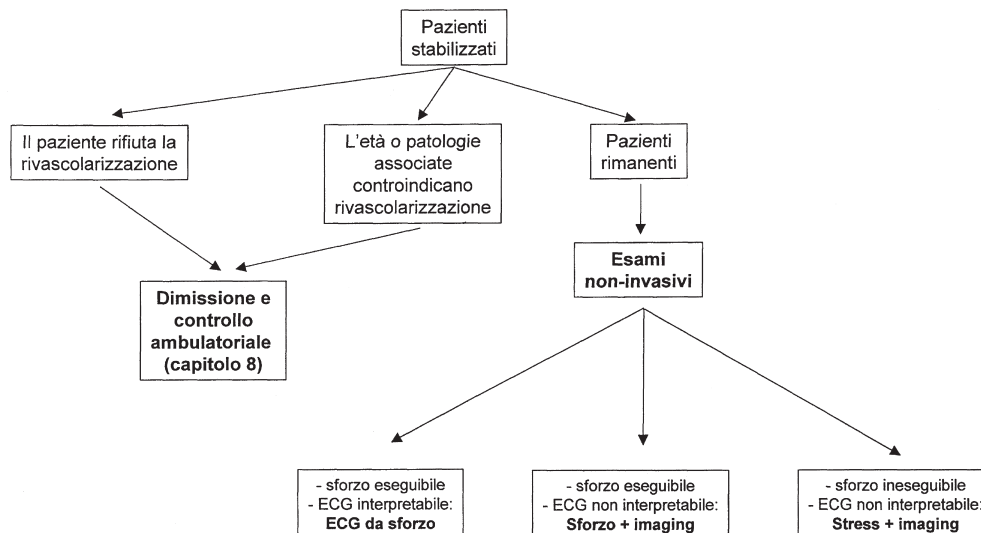 Pazienti
stabilizzati
Il paziente rifiuta la
rivascolarizzazione
L'età o patologie
associate
controindicano
rivascolarizzazione
Pazienti
rimanenti
Dimissione e
controllo
ambulatoriale
(capitolo 8)
Esami
non-invasivi
- sforzo eseguibile
- ECG interpretabile:
ECG da sforzo
- sforzo eseguibile
- ECG non interpretabile:
Sforzo + imaging
- sforzo ineseguibile
- ECG non interpretabile:
Stress + imaging